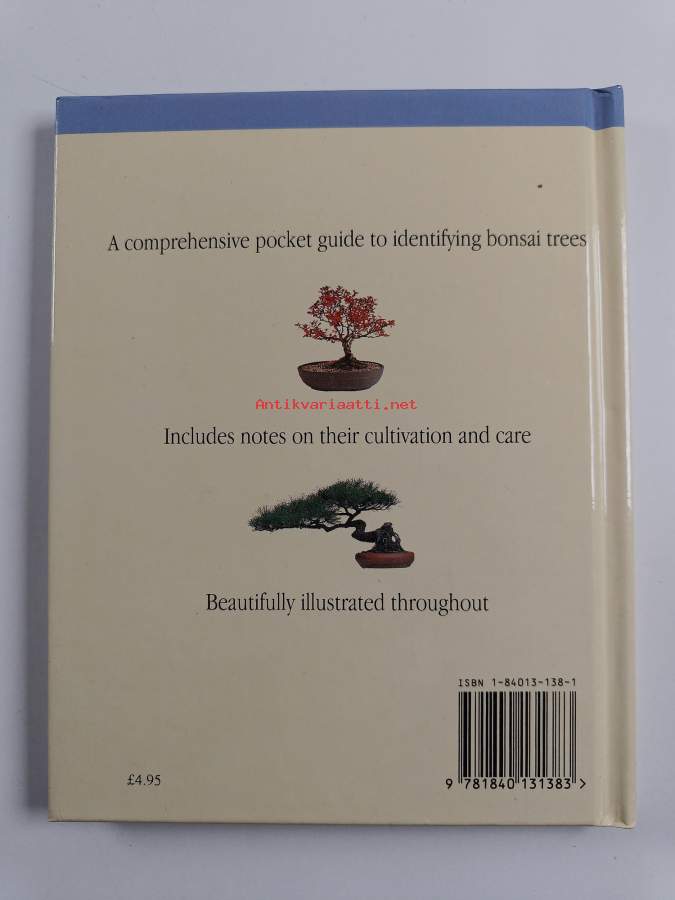 A comprehensive pocket guide to identifying bonsai trees
Antikvariaatti.net
Includes notes on their cultivation and care
Beautifully illustrated throughout
ISBN 1-84013-138-1
£4.95
9 781840 131383 >